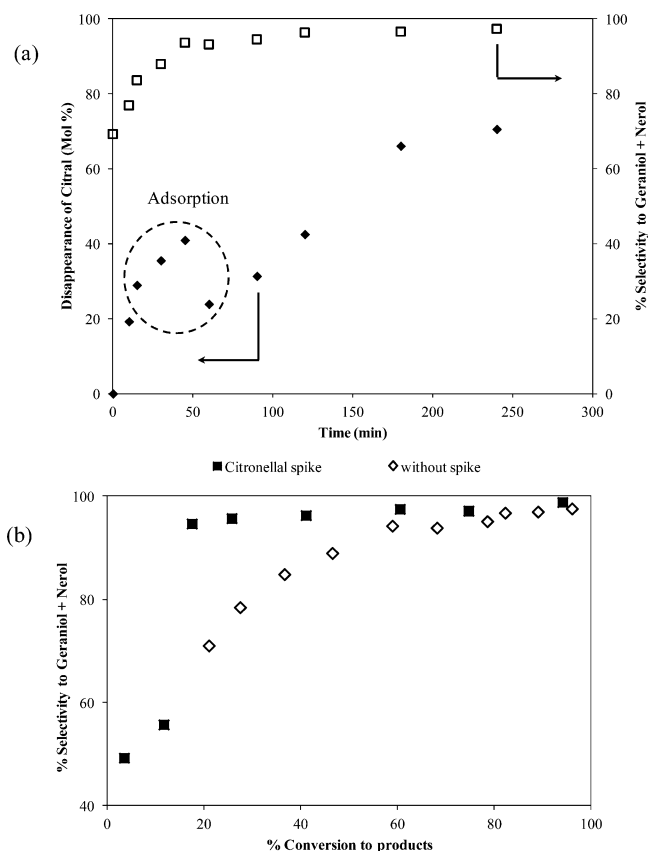 (a)
Disappearance of Citral (Mol %)
100
80
60
40
20
0
Adsorption
100
80
60
40
20
0
% Selectivity to Geraniol + Nerol
0 50 100 150 200 250 300
Time (min)
Citronellal spike without spike
(b)
% Selectivity to Geraniol + Nerol
100
80
60
40
0 20 40 60 80 100
% Conversion to products